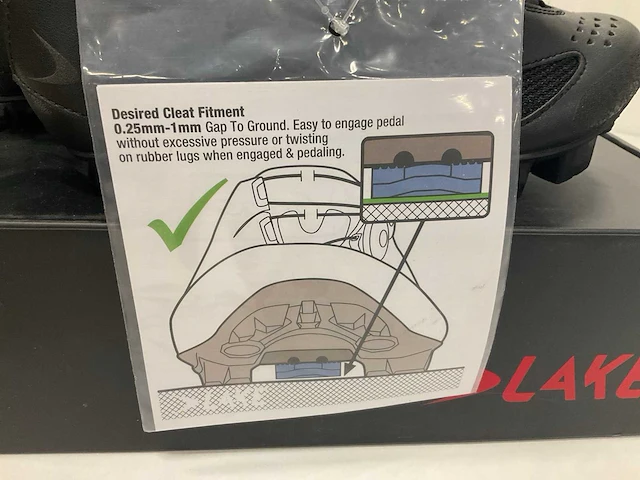 Desired Cleat Fitment
0.25mm-1mm Gap To Ground. Easy to engage pedal
without excessive pressure or twisting
on rubber lugs when engaged & pedaling.
LAKE
LAKE